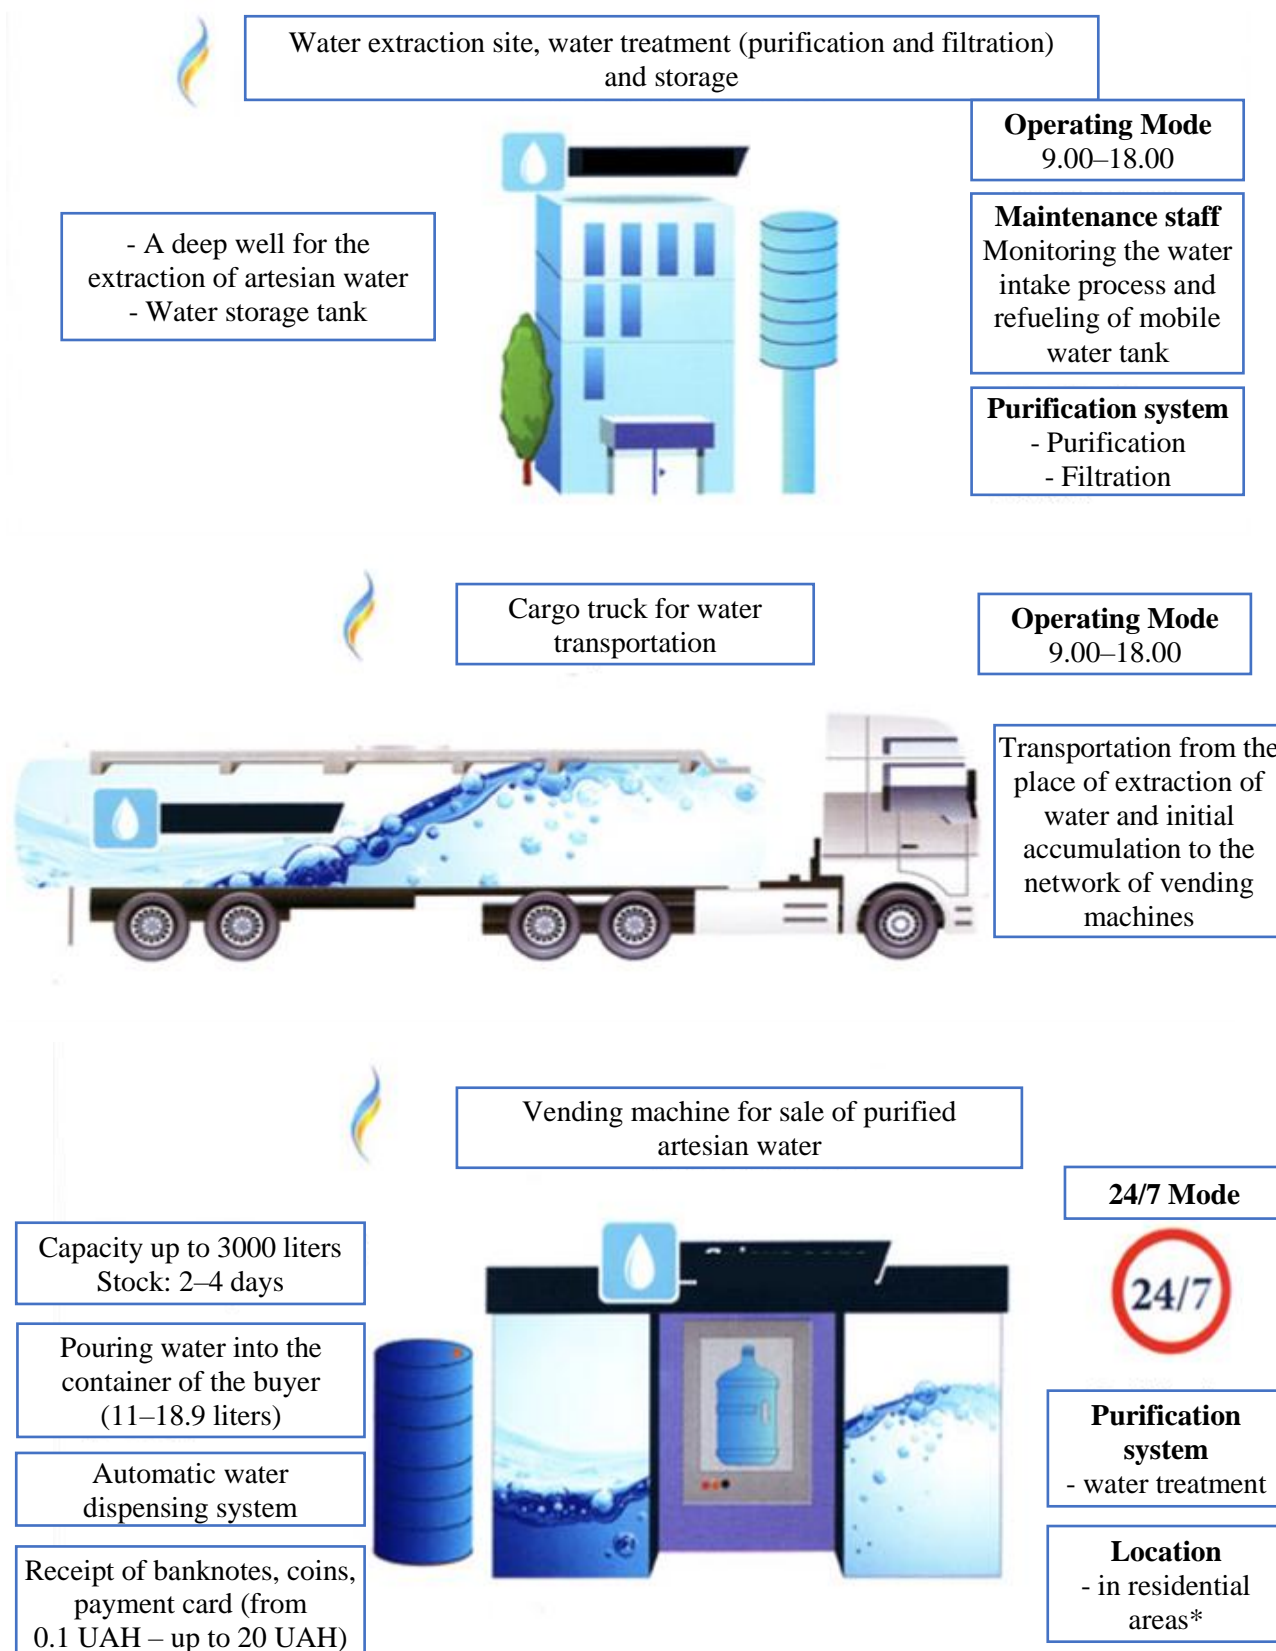 Water extraction site, water treatment (purification and filtration)
and storage
Operating Mode
9.00–18.00
- A deep well for the
extraction of artesian water
- Water storage tank
Maintenance staff
Monitoring the water
intake process and
refueling of mobile
water tank
Purification system
- Purification
- Filtration
Cargo truck for water
transportation
Operating Mode
9.00–18.00
Transportation from the
place of extraction of
water and initial
accumulation to the
network of vending
machines
Vending machine for sale of purified
artesian water
24/7 Mode
24/7
Capacity up to 3000 liters
Stock: 2–4 days
Pouring water into the
container of the buyer
(11–18.9 liters)
Automatic water
dispensing system
Receipt of banknotes, coins,
payment card (from
0.1 UAH – up to 20 UAH)
Purification
system
- water treatment
Location
- in residential
areas*